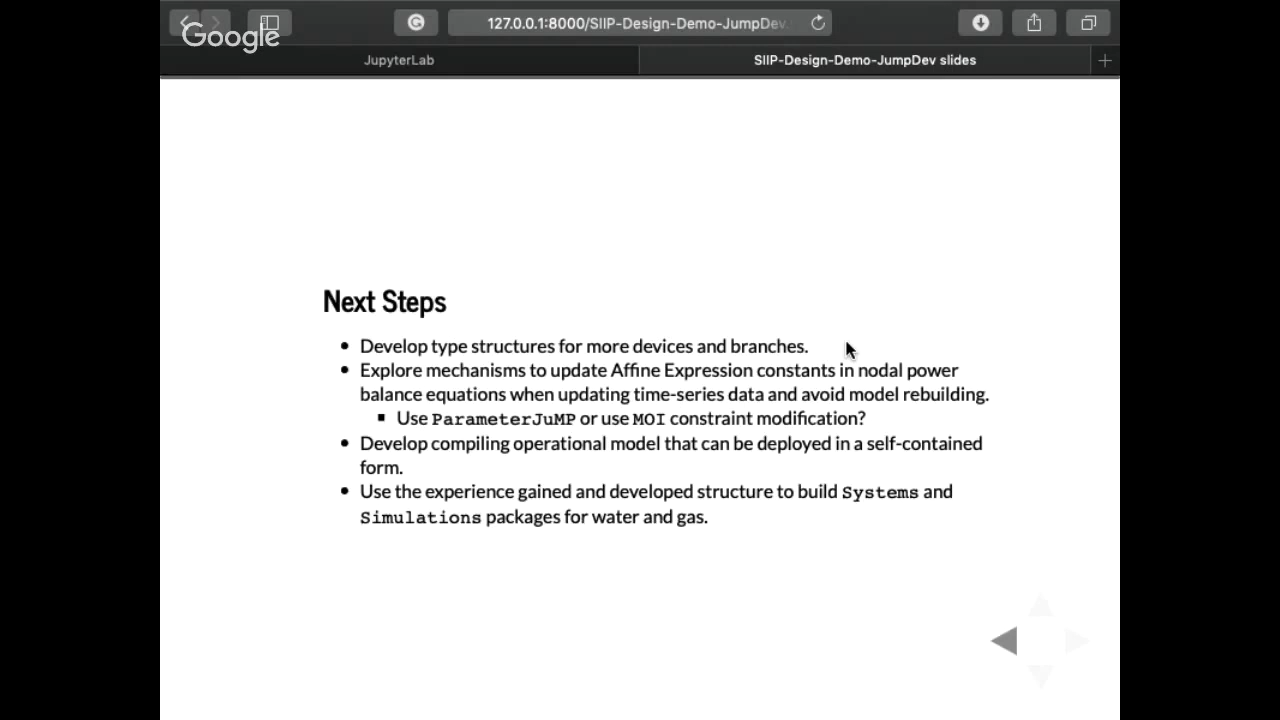 127.0.0.1:8000/SIIP-Design-Demo-JumpDev.
Google
JupyterLab
SIIP-Design-Demo-JumpDev slides
Next Steps
• Develop type structures for more devices and branches.
• Explore mechanisms to update Affine Expression constants in nodal power
balance equations when updating time-series data and avoid model rebuilding.
▪ Use ParameterJuMP or use MOI constraint modification?
• Develop compiling operational model that can be deployed in a self-contained
form.
• Use the experience gained and developed structure to build Systems and
Simulations packages for water and gas.